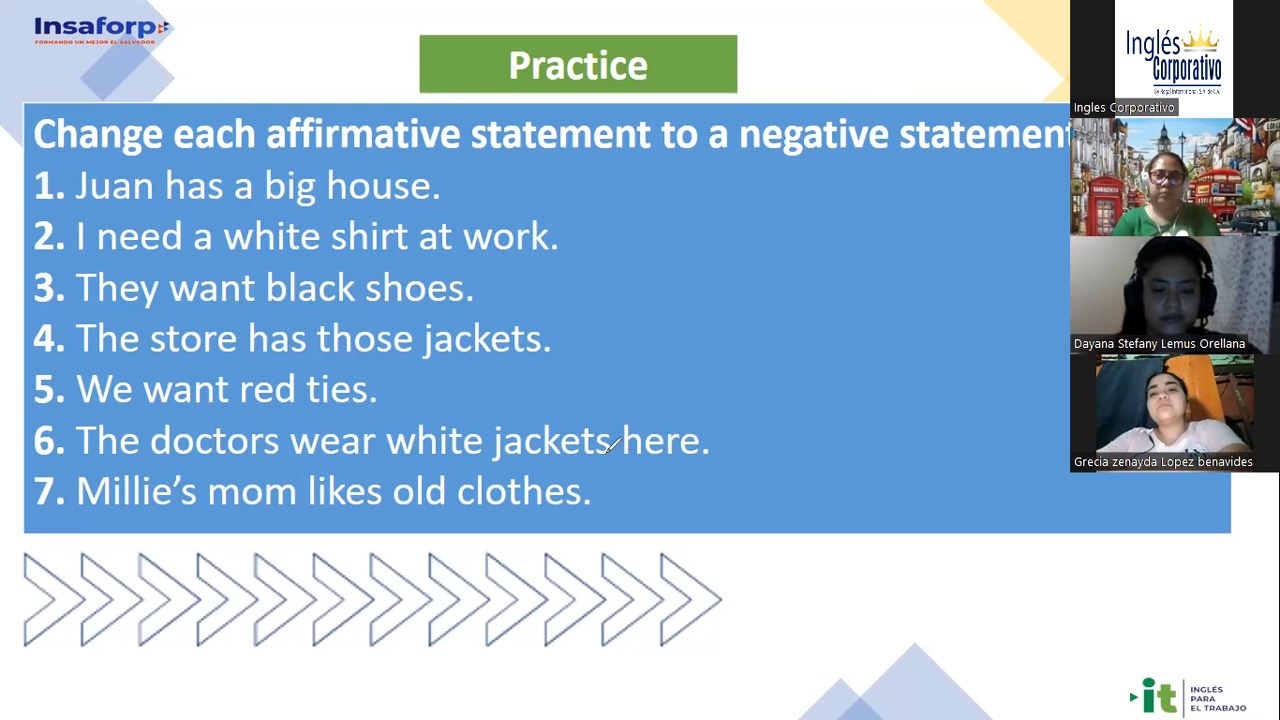 Insaforp
FORMANDO UN MEJOR EL SALVADOR
Practice
Change each affirmative statement to a negative statement
1. Juan has a big house.
2. I need a white shirt at work.
3. They want black shoes.
4. The store has those jackets.
5. We want red ties.
6. The doctors wear white jackets here.
7. Millie's mom likes old clothes.
Inglés
Corporativo
Ingles Corporativo
Dayana Stefany Lemus Orellana
Grecia zenayda Lopez benavides
it
INGLÉS
PARA
EL TRABAJO